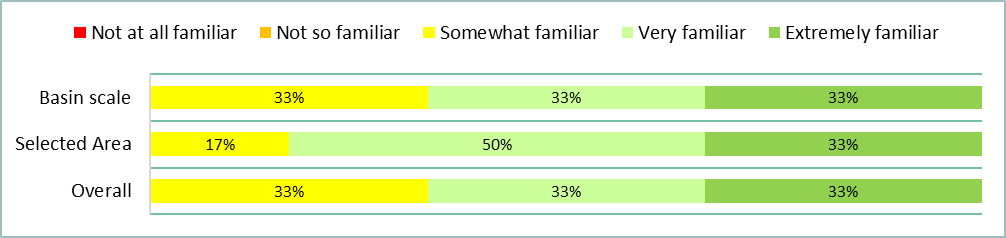 Not at all familiar Not so familiar Somewhat familiar Very familiar Extremely familiar
Basin scale 33% 33% 33%
Selected Area 17% 50% 33%
Overall 33% 33% 33%